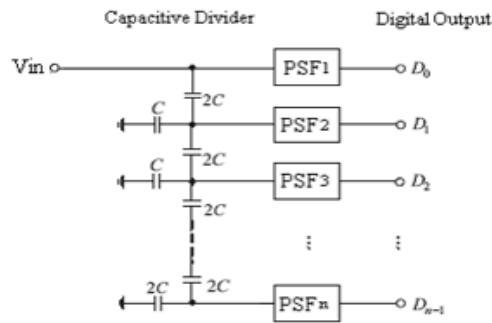 Capacitive Divider Digital Output
Vin PSF1 D₀
2C
C PSF2 D₁
2C
C PSF3 D₂
2C
2C
2C PSFn Dₙ₋₁